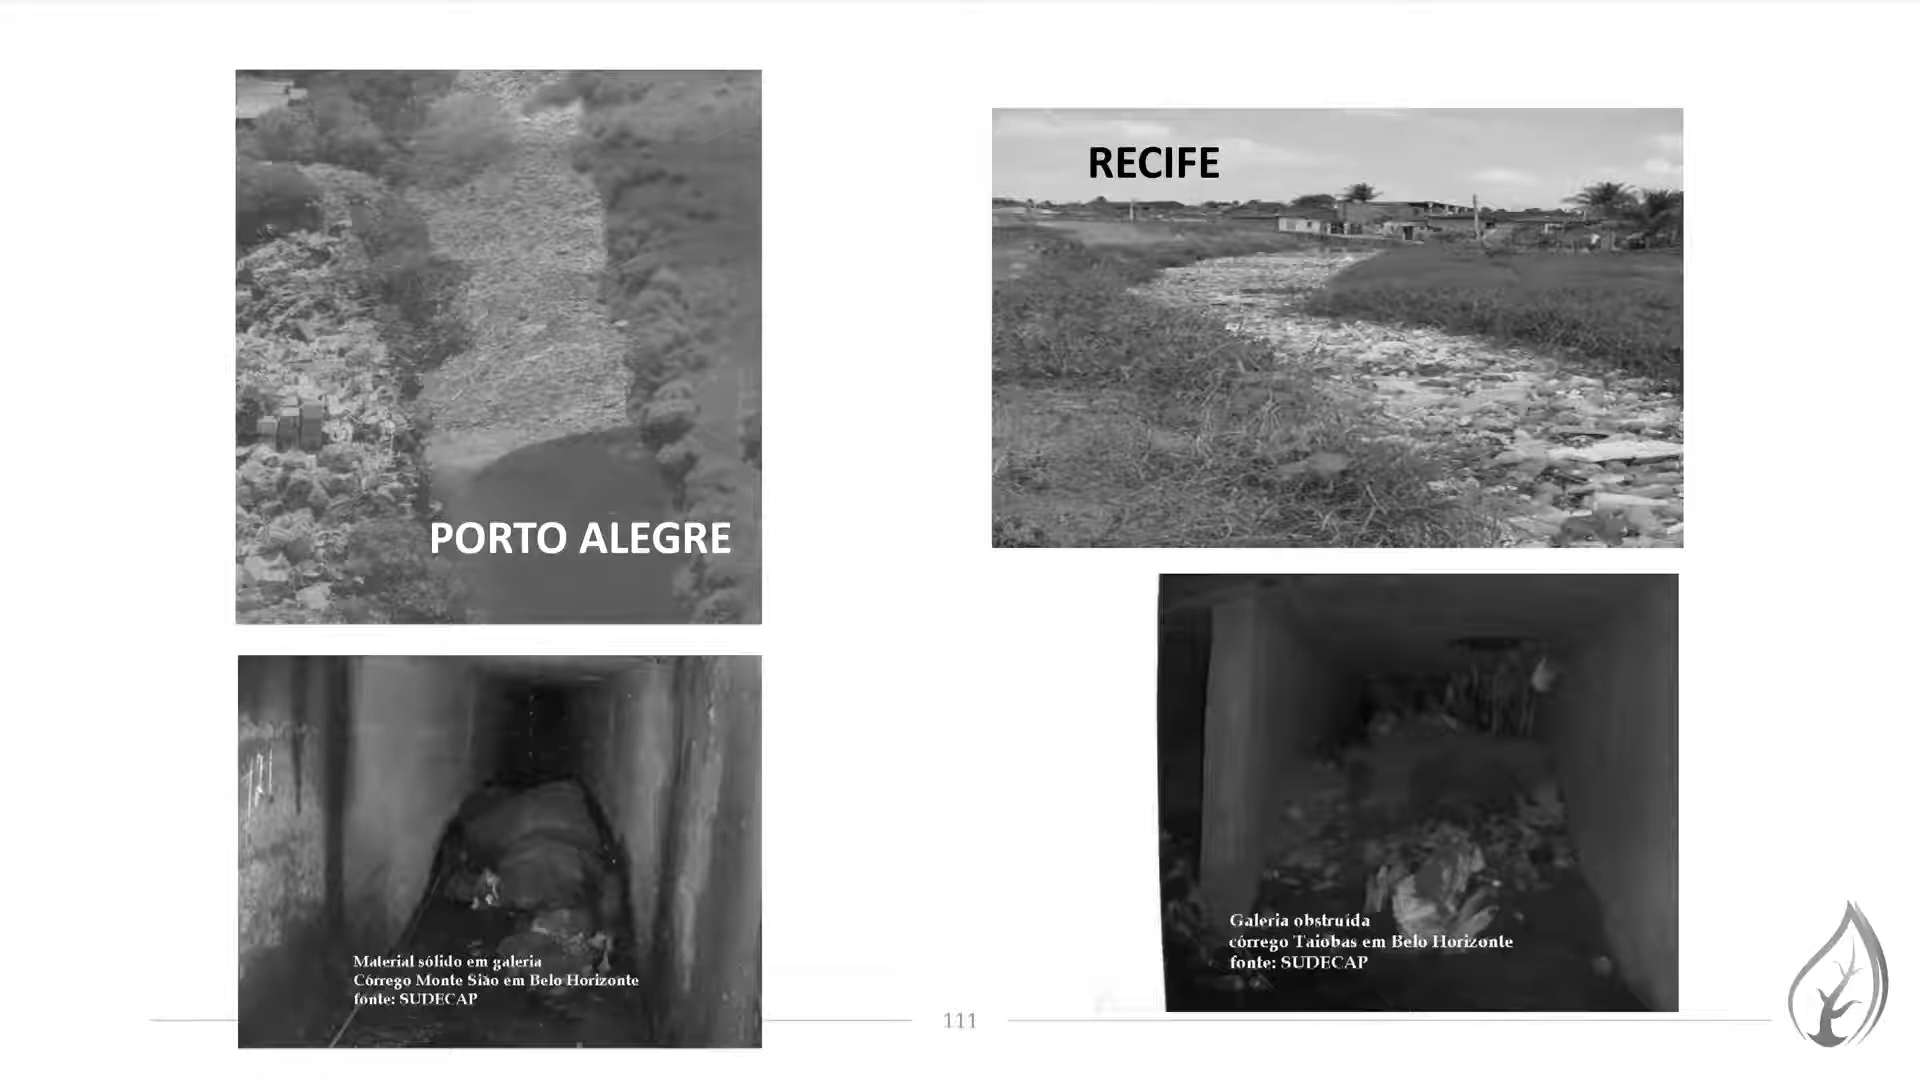 RECIFE
PORTO ALEGRE
Galeria obstruída
córrego Taiobas em Belo Horizonte
fonte: SUDECAP
Material sólido em galeria
Córrego Monte Sião em Belo Horizonte
fonte: SUDECAP
111